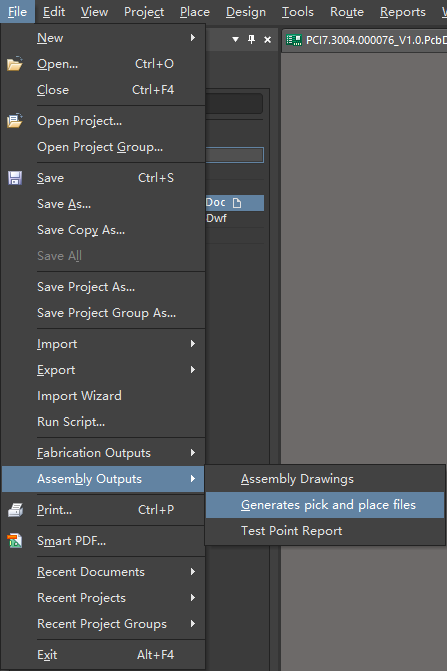 File Edit View Project Place Design Tools Route Reports W
New
PCI7.3004.000076_V1.0.PcbD
Open... Ctrl+O
Close Ctrl+F4
Open Project...
Open Project Group...
Save Ctrl+S
Save As...
Doc
Dwf
Save Copy As...
Save All
Save Project As...
Save Project Group As...
Import
Export
Import Wizard
Run Script...
Fabrication Outputs
Assembly Outputs
Assembly Drawings
Generates pick and place files
Test Point Report
Print... Ctrl+P
Smart PDF...
Recent Documents
Recent Projects
Recent Project Groups
Exit Alt+F4